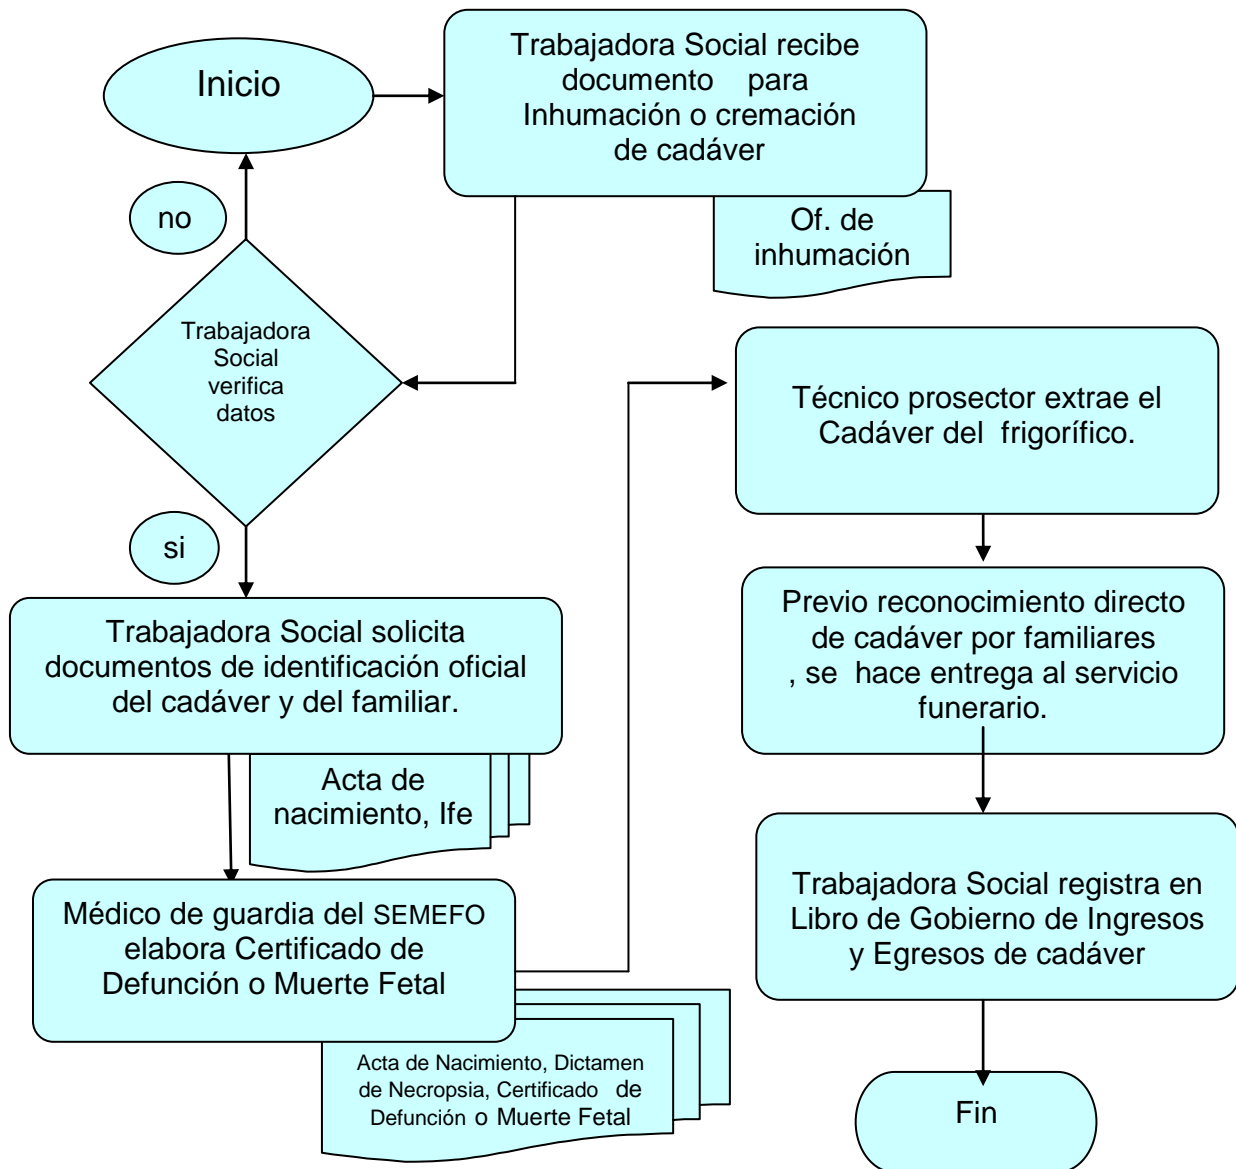 Inicio
Trabajadora Social recibe
documento para
Inhumación o cremación
de cadáver
Of. de
inhumación
no
Trabajadora
Social
verifica
datos
si
Trabajadora Social solicita
documentos de identificación oficial
del cadáver y del familiar.
Acta de
nacimiento, Ife
Médico de guardia del SEMEFO
elabora Certificado de
Defunción o Muerte Fetal
Acta de Nacimiento, Dictamen
de Necropsia, Certificado de
Defunción o Muerte Fetal
Técnico prosector extrae el
Cadáver del frigorífico.
Previo reconocimiento directo
de cadáver por familiares
, se hace entrega al servicio
funerario.
Trabajadora Social registra en
Libro de Gobierno de Ingresos
y Egresos de cadáver
Fin